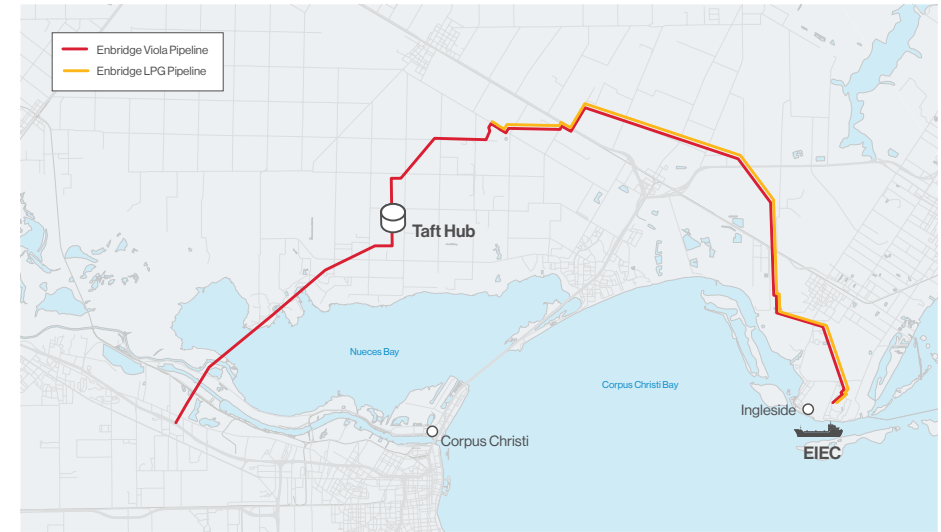 Enbridge Viola Pipeline
Enbridge LPG Pipeline
Taft Hub
Nueces Bay
Corpus Christi Bay
Ingleside
Corpus Christi
EIEC